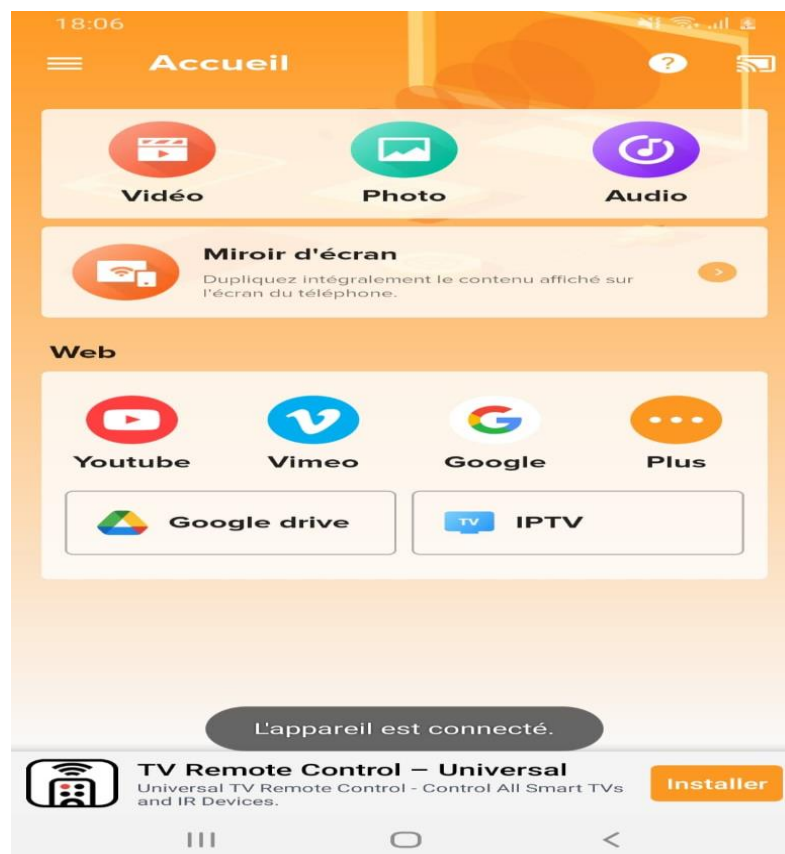 18:06
Accueil
?
Vidéo
Photo
Audio
Miroir d'écran
Dupliquez intégralement le contenu affiché sur
l'écran du téléphone.
Web
Youtube
Vimeo
Google
Plus
Google drive
TV
IPTV
L'appareil est connecté.
TV Remote Control – Universal
Universal TV Remote Control - Control All Smart TVs
and IR Devices.
Installer